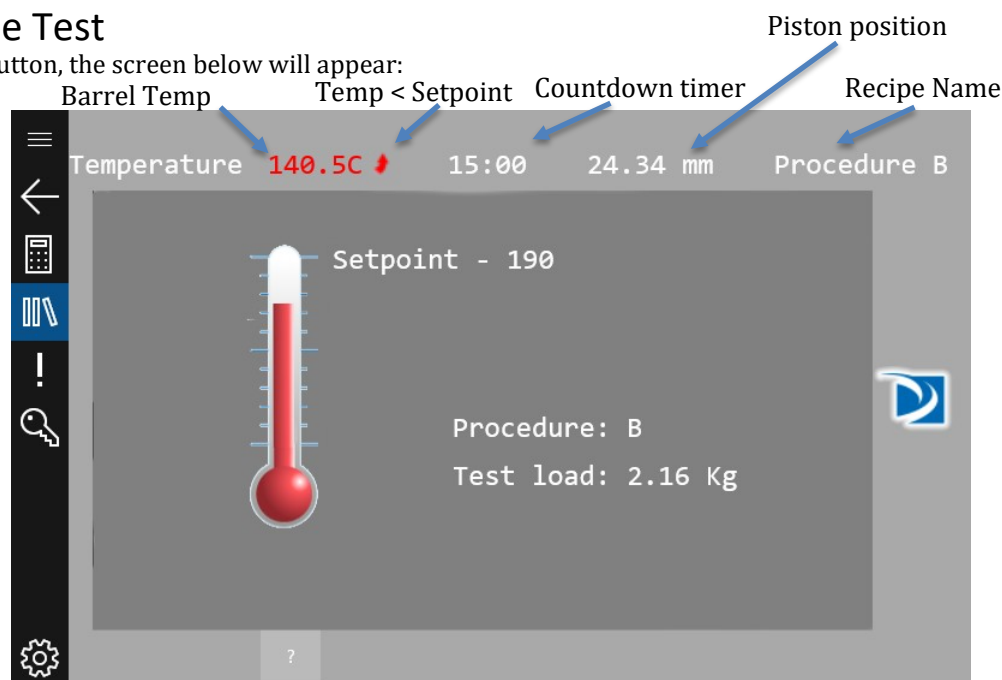 e Test
Piston position
utton, the screen below will appear:
Barrel Temp Temp < Setpoint Countdown timer Recipe Name
Temperature 140.5C 15:00 24.34 mm Procedure B
Setpoint - 190
Procedure: B
Test load: 2.16 Kg
?